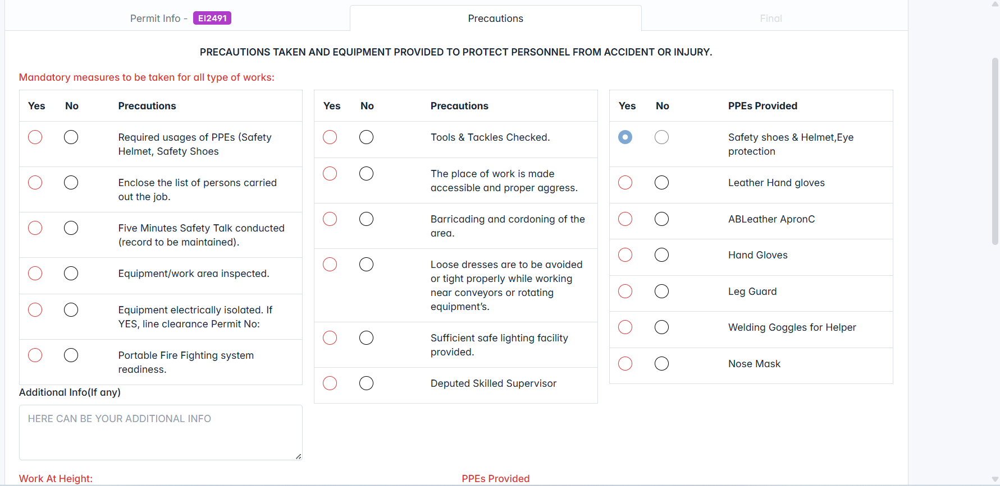 Permit Info - EI2491
Precautions
Final
PRECAUTIONS TAKEN AND EQUIPMENT PROVIDED TO PROTECT PERSONNEL FROM ACCIDENT OR INJURY.
Mandatory measures to be taken for all type of works:
Yes No Precautions
Required usages of PPEs (Safety
Helmet, Safety Shoes
Enclose the list of persons carried
out the job.
Five Minutes Safety Talk conducted
(record to be maintained).
Equipment/work area inspected.
Equipment electrically isolated. If
YES, line clearance Permit No:
Portable Fire Fighting system
readiness.
Additional Info(If any)
HERE CAN BE YOUR ADDITIONAL INFO
Yes No Precautions
Tools & Tackles Checked.
The place of work is made
accessible and proper aggress.
Barricading and cordoning of the
area.
Loose dresses are to be avoided
or tight properly while working
near conveyors or rotating
equipment's.
Sufficient safe lighting facility
provided.
Deputed Skilled Supervisor
Yes No PPEs Provided
Safety shoes & Helmet,Eye
protection
Leather Hand gloves
ABLeather ApronC
Hand Gloves
Leg Guard
Welding Goggles for Helper
Nose Mask
Work At Height:
PPEs Provided